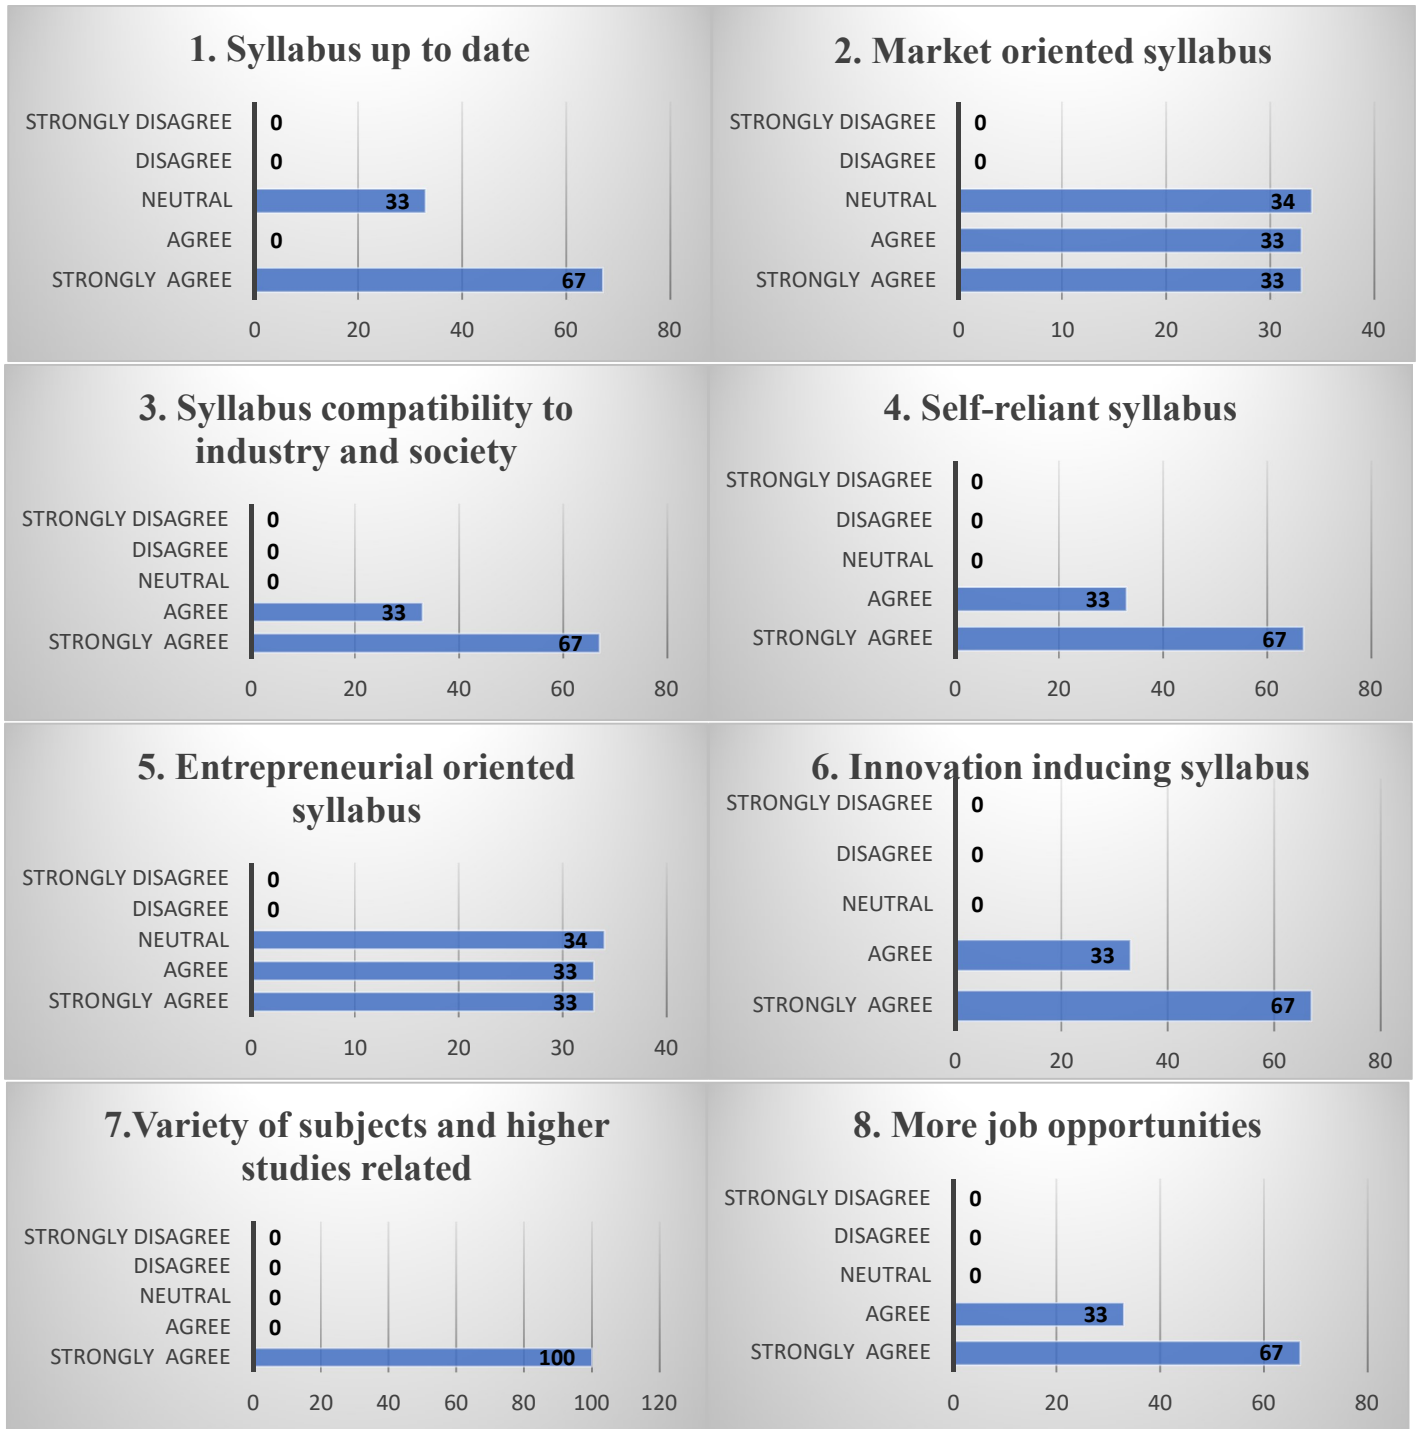 1. Syllabus up to date
STRONGLY DISAGREE 0
DISAGREE 0
NEUTRAL 33
AGREE 0
STRONGLY AGREE 67
0 20 40 60 80
2. Market oriented syllabus
STRONGLY DISAGREE 0
DISAGREE 0
NEUTRAL 34
AGREE 33
STRONGLY AGREE 33
0 10 20 30 40
3. Syllabus compatibility to
industry and society
STRONGLY DISAGREE 0
DISAGREE 0
NEUTRAL 0
AGREE 33
STRONGLY AGREE 67
0 20 40 60 80
4. Self-reliant syllabus
STRONGLY DISAGREE 0
DISAGREE 0
NEUTRAL 0
AGREE 33
STRONGLY AGREE 67
0 20 40 60 80
5. Entrepreneurial oriented
syllabus
STRONGLY DISAGREE 0
DISAGREE 0
NEUTRAL 34
AGREE 33
STRONGLY AGREE 33
0 10 20 30 40
6. Innovation inducing syllabus
STRONGLY DISAGREE 0
DISAGREE 0
NEUTRAL 0
AGREE 33
STRONGLY AGREE 67
0 20 40 60 80
7.Variety of subjects and higher
studies related
STRONGLY DISAGREE 0
DISAGREE 0
NEUTRAL 0
AGREE 0
STRONGLY AGREE 100
0 20 40 60 80 100 120
8. More job opportunities
STRONGLY DISAGREE 0
DISAGREE 0
NEUTRAL 0
AGREE 33
STRONGLY AGREE 67
0 20 40 60 80